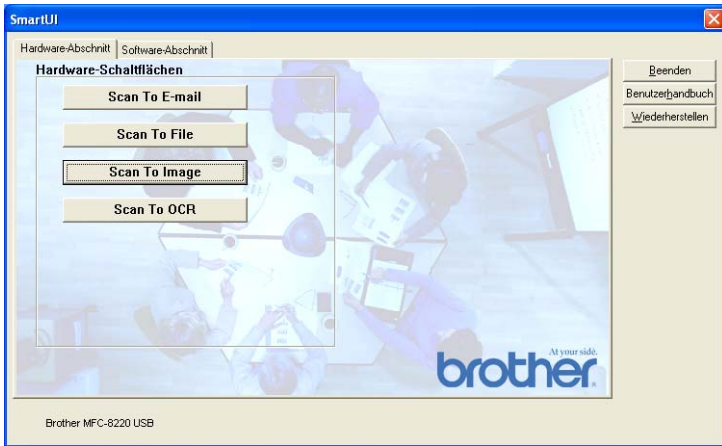 SmartUI
Hardware-Abschnitt
Software-Abschnitt
Hardware-Schaltflächen
Scan To E-mail
Scan To File
Scan To Image
Scan To OCR
Beenden
Benutzerhandbuch
Wiederherstellen
At your side.
brother
Brother MFC-8220 USB